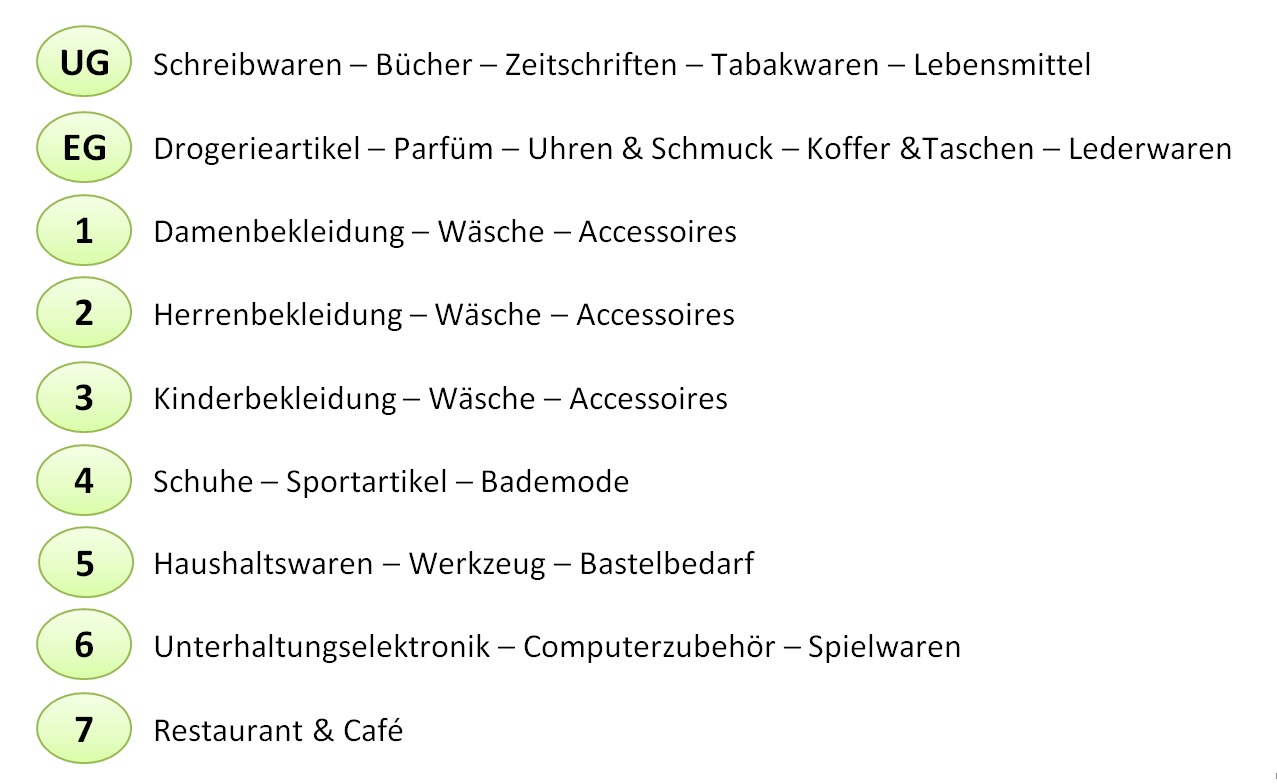 UG Schreibwaren – Bücher – Zeitschriften – Tabakwaren – Lebensmittel
EG Drogerieartikel – Parfüm – Uhren & Schmuck – Koffer &Taschen – Lederwaren
1 Damenbekleidung – Wäsche – Accessoires
2 Herrenbekleidung – Wäsche – Accessoires
3 Kinderbekleidung – Wäsche – Accessoires
4 Schuhe – Sportartikel – Bademode
5 Haushaltswaren – Werkzeug – Bastelbedarf
6 Unterhaltungselektronik – Computerzubehör – Spielwaren
7 Restaurant & Café